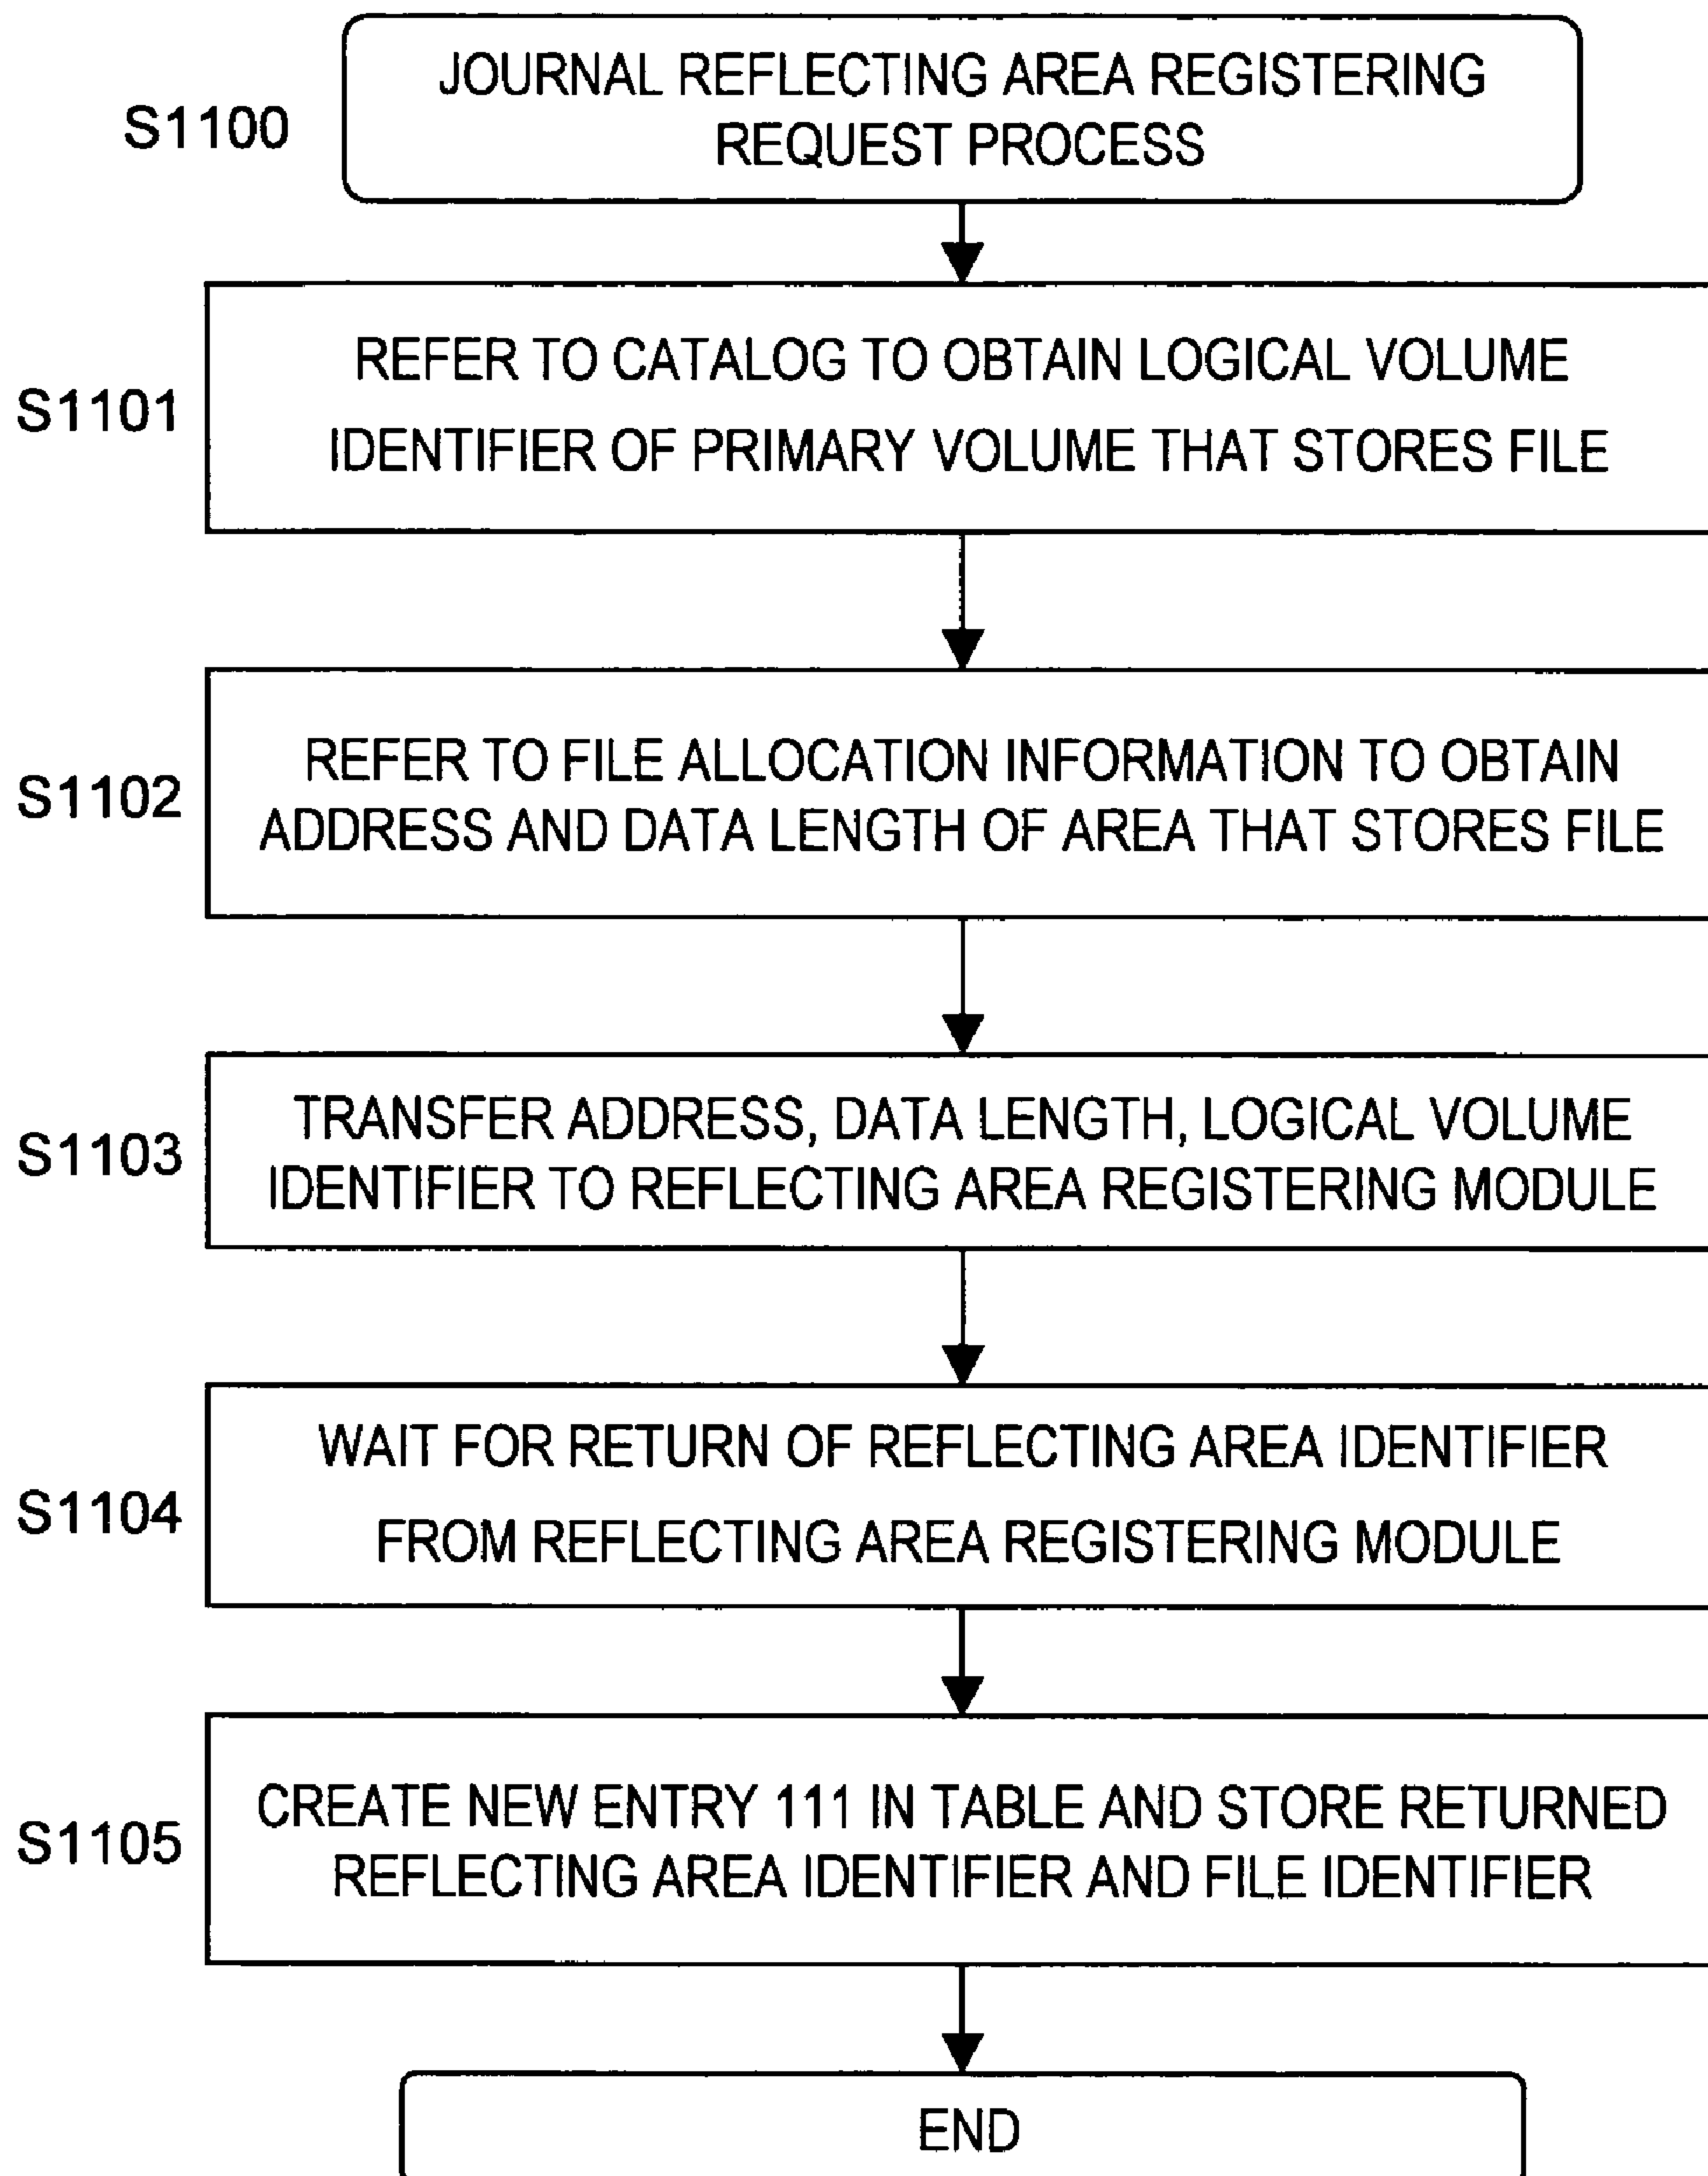 JOURNAL REFLECTING AREA REGISTERING
REQUEST PROCESS
S1100
REFER TO CATALOG TO OBTAIN LOGICAL VOLUME
IDENTIFIER OF PRIMARY VOLUME THAT STORES FILE
S1101
REFER TO FILE ALLOCATION INFORMATION TO OBTAIN
ADDRESS AND DATA LENGTH OF AREA THAT STORES FILE
S1102
TRANSFER ADDRESS, DATA LENGTH, LOGICAL VOLUME
IDENTIFIER TO REFLECTING AREA REGISTERING MODULE
S1103
WAIT FOR RETURN OF REFLECTING AREA IDENTIFIER
FROM REFLECTING AREA REGISTERING MODULE
S1104
CREATE NEW ENTRY 111 IN TABLE AND STORE RETURNED
REFLECTING AREA IDENTIFIER AND FILE IDENTIFIER
S1105
END